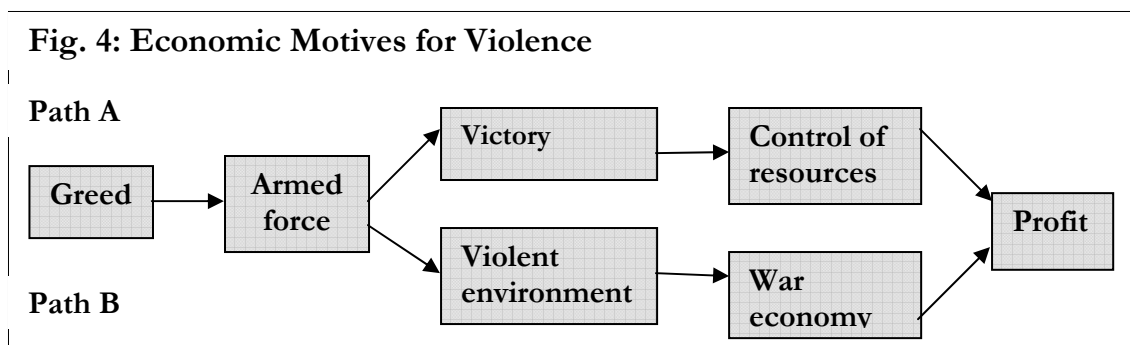 Fig. 4: Economic Motives for Violence
Path A
Greed
Armed
force
Victory
Control of
resources
Profit
Violent
environment
War
economy
Path B